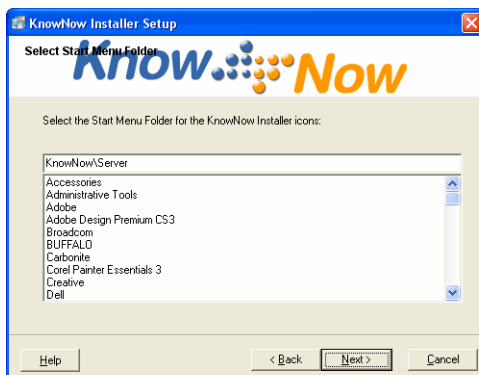 KnowNow Installer Setup
Select Start Menu Folder
Know Now
Select the Start Menu Folder for the KnowNow Installer icons:
KnowNow\Server
Accessories
Administrative Tools
Adobe
Adobe Design Premium CS3
Broadcom
BUFFALO
Carbonite
Corel Painter Essentials 3
Creative
Dell
Help
< Back
Next >
Cancel